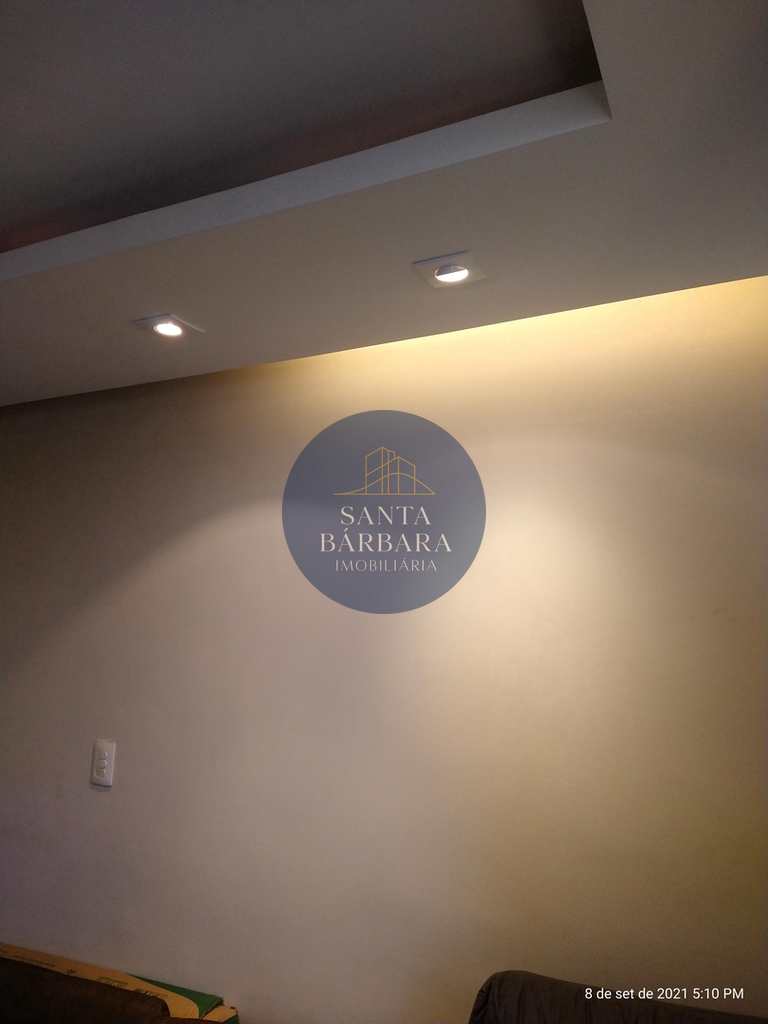 SANTA
BÁRBARA
IMOBILIÁRIA
8 de set de 2021 5:10 PM